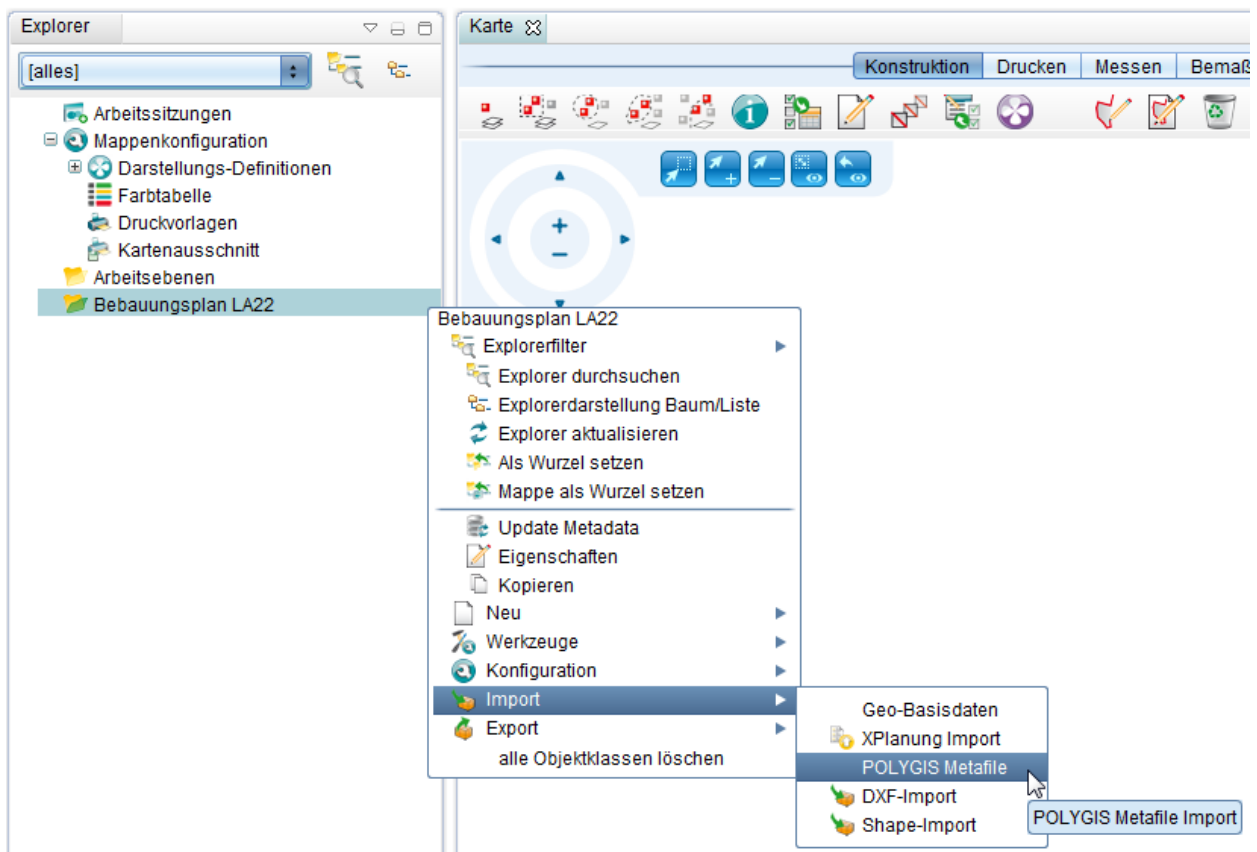 Explorer
[alles]
Arbeitssitzungen
Mappenkonfiguration
Darstellungs-Definitionen
Farbtabelle
Druckvorlagen
Kartenausschnitt
Arbeitsebenen
Bebauungsplan LA22
Karte
Konstruktion Drucken Messen Bemaß
Bebauungsplan LA22
Explorerfilter
Explorer durchsuchen
Explorerdarstellung Baum/Liste
Explorer aktualisieren
Als Wurzel setzen
Mappe als Wurzel setzen
Update Metadata
Eigenschaften
Kopieren
Neu
Werkzeuge
Konfiguration
Import
Export
alle Objektklassen löschen
Geo-Basisdaten
XPlanung Import
POLYGIS Metafile
DXF-Import
Shape-Import
POLYGIS Metafile Import